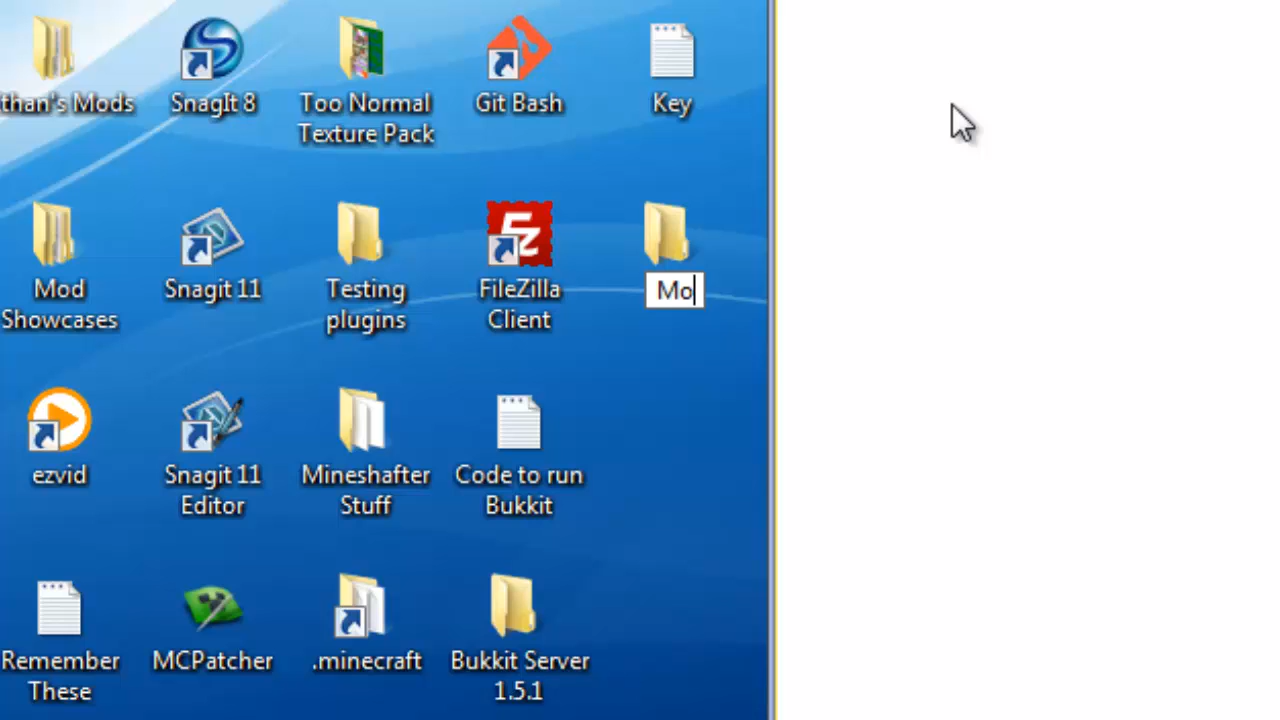 than's Mods
SnagIt 8
Too Normal
Texture Pack
Git Bash
Key
Mod
Showcases
Snagit 11
Testing
plugins
FileZilla
Client
Mo
ezvid
Snagit 11
Editor
Mineshafter
Stuff
Code to run
Bukkit
Remember
These
MCPatcher
.minecraft
Bukkit Server
1.5.1